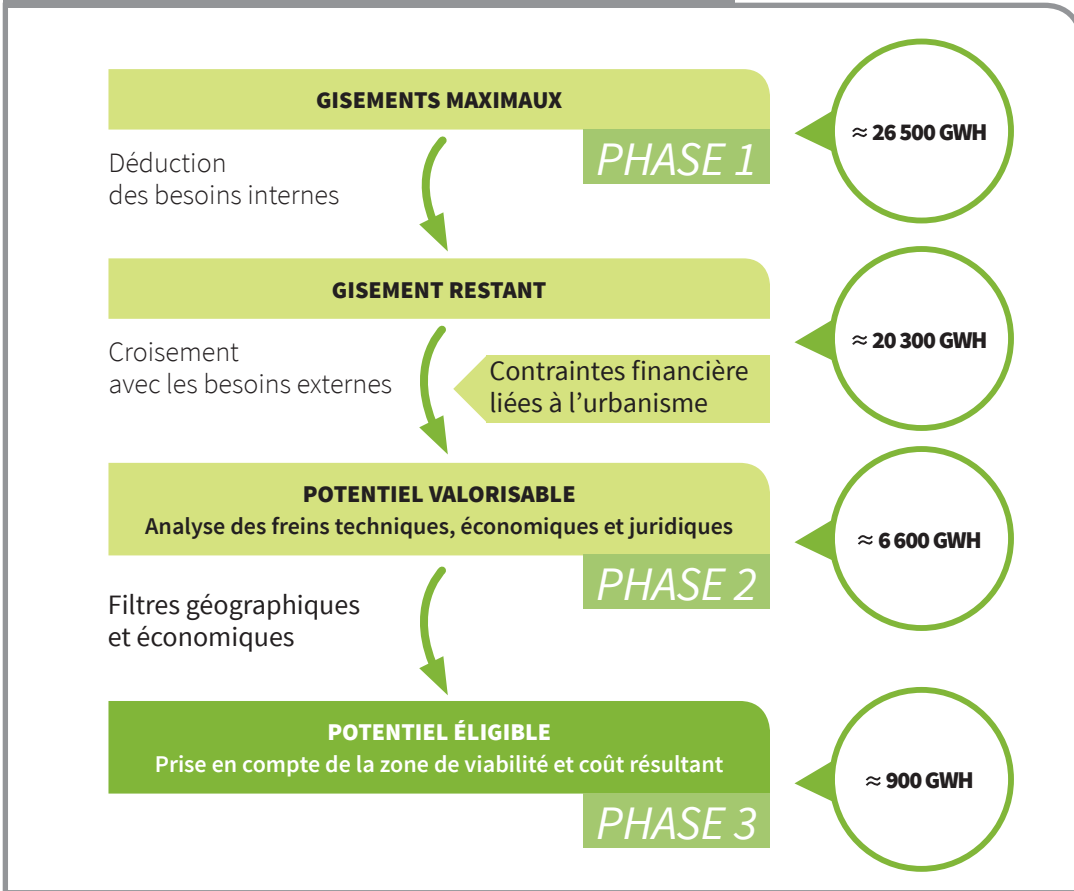 GISEMENTS MAXIMAUX
≈ 26 500 GWH
PHASE 1
Déduction
des besoins internes
GISEMENT RESTANT
≈ 20 300 GWH
Croisement
avec les besoins externes
Contraintes financière
liées à l’urbanisme
POTENTIEL VALORISABLE
Analyse des freins techniques, économiques et juridiques
≈ 6 600 GWH
PHASE 2
Filtres géographiques
et économiques
POTENTIEL ÉLIGIBLE
Prise en compte de la zone de viabilité et coût résultant
≈ 900 GWH
PHASE 3